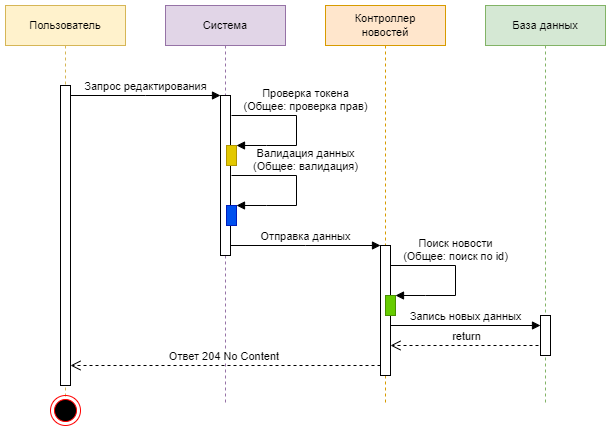 Пользователь
Система
Контроллер
новостей
База данных
Запрос редактирования
Проверка токена
(Общее: проверка прав)
Валидация данных
(Общее: валидация)
Отправка данных
Поиск новости
(Общее: поиск по id)
Запись новых данных
return
Ответ 204 No Content